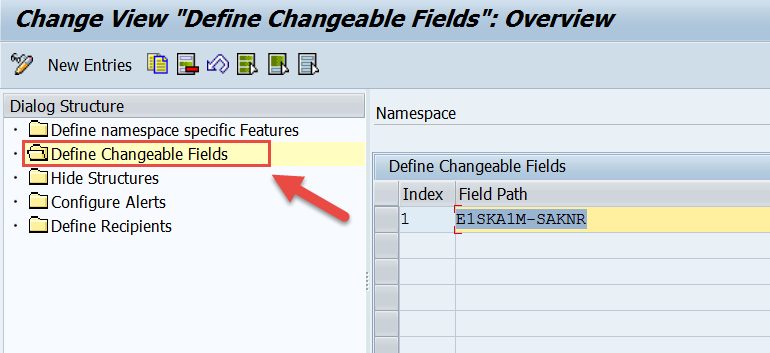 Change View "Define Changeable Fields": Overview
New Entries
Dialog Structure
Define namespace specific Features
Define Changeable Fields
Hide Structures
Configure Alerts
Define Recipients
Namespace
Define Changeable Fields
Index Field Path
1 E1SKA1M-SAKNR